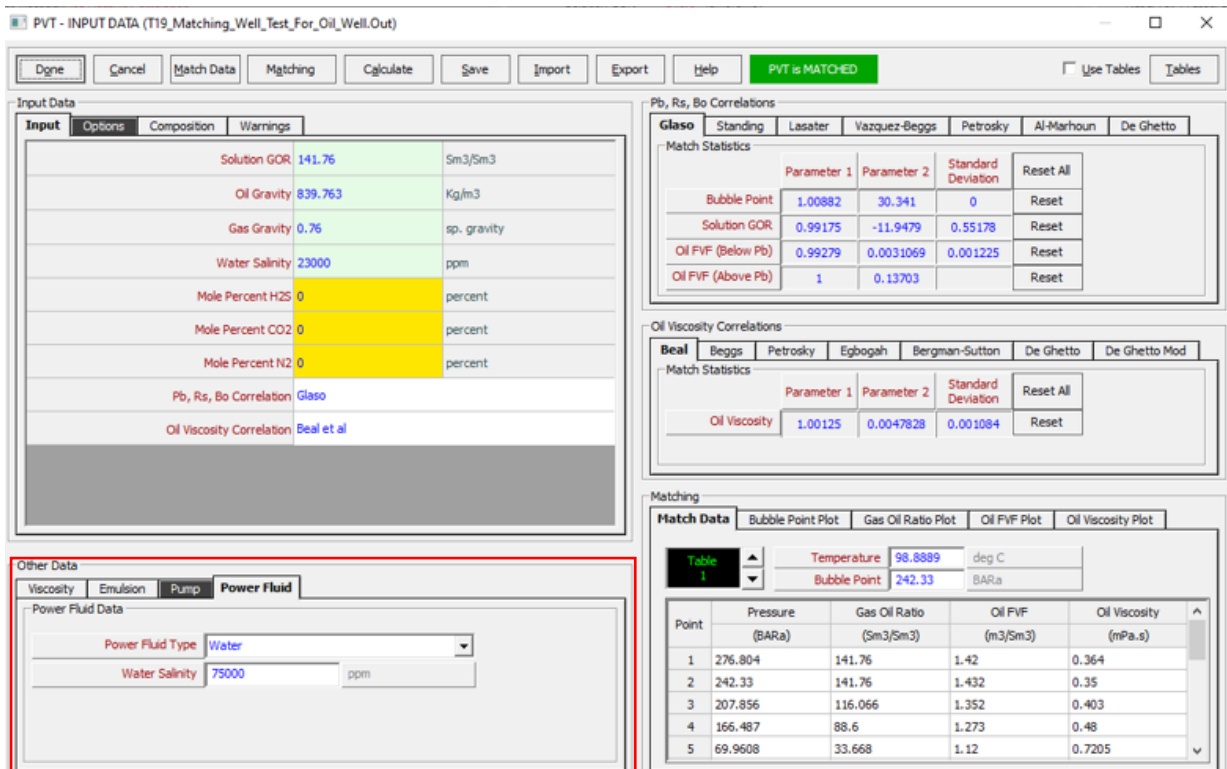 PVT - INPUT DATA (T19_Matching_Well_Test_For_Oil_Well.Out)
Done Cancel Match Data Matching Calculate Save Import Export Help PVT is MATCHED Use Tables Tables
Input Data
Input Options Composition Warnings
Solution GOR 141.76 Sm3/Sm3
Oil Gravity 839.763 Kg/m3
Gas Gravity 0.76 sp. gravity
Water Salinity 23000 ppm
Mole Percent H2S 0 percent
Mole Percent CO2 0 percent
Mole Percent N2 0 percent
Pb, Rs, Bo Correlation Glaso
Oil Viscosity Correlation Beal et al
Other Data
Viscosity Emulsion Pump Power Fluid
Power Fluid Data
Power Fluid Type Water
Water Salinity 75000 ppm
Pb, Rs, Bo Correlations
Glaso Standing Lasater Vazquez-Beggs Petrosky Al-Marhoun De Ghetto
Match Statistics
Parameter 1 Parameter 2 Standard Deviation Reset All
Bubble Point 1.00882 30.341 0 Reset
Solution GOR 0.99175 -11.9479 0.55178 Reset
Oil FVF (Below Pb) 0.99279 0.0031069 0.001225 Reset
Oil FVF (Above Pb) 1 0.13703 Reset
Oil Viscosity Correlations
Beal Beggs Petrosky Egbogah Bergman-Sutton De Ghetto De Ghetto Mod
Match Statistics
Parameter 1 Parameter 2 Standard Deviation Reset All
Oil Viscosity 1.00125 0.0047828 0.001084 Reset
Matching
Match Data Bubble Point Plot Gas Oil Ratio Plot Oil FVF Plot Oil Viscosity Plot
Table 1
Temperature 98.8889 deg C
Bubble Point 242.33 BARa
Point Pressure Gas Oil Ratio Oil FVF Oil Viscosity
(BARa) (Sm3/Sm3) (m3/Sm3) (mPa.s)
1 276.804 141.76 1.42 0.364
2 242.33 141.76 1.432 0.35
3 207.856 116.066 1.352 0.403
4 166.487 88.6 1.273 0.48
5 69.9608 33.668 1.12 0.7205